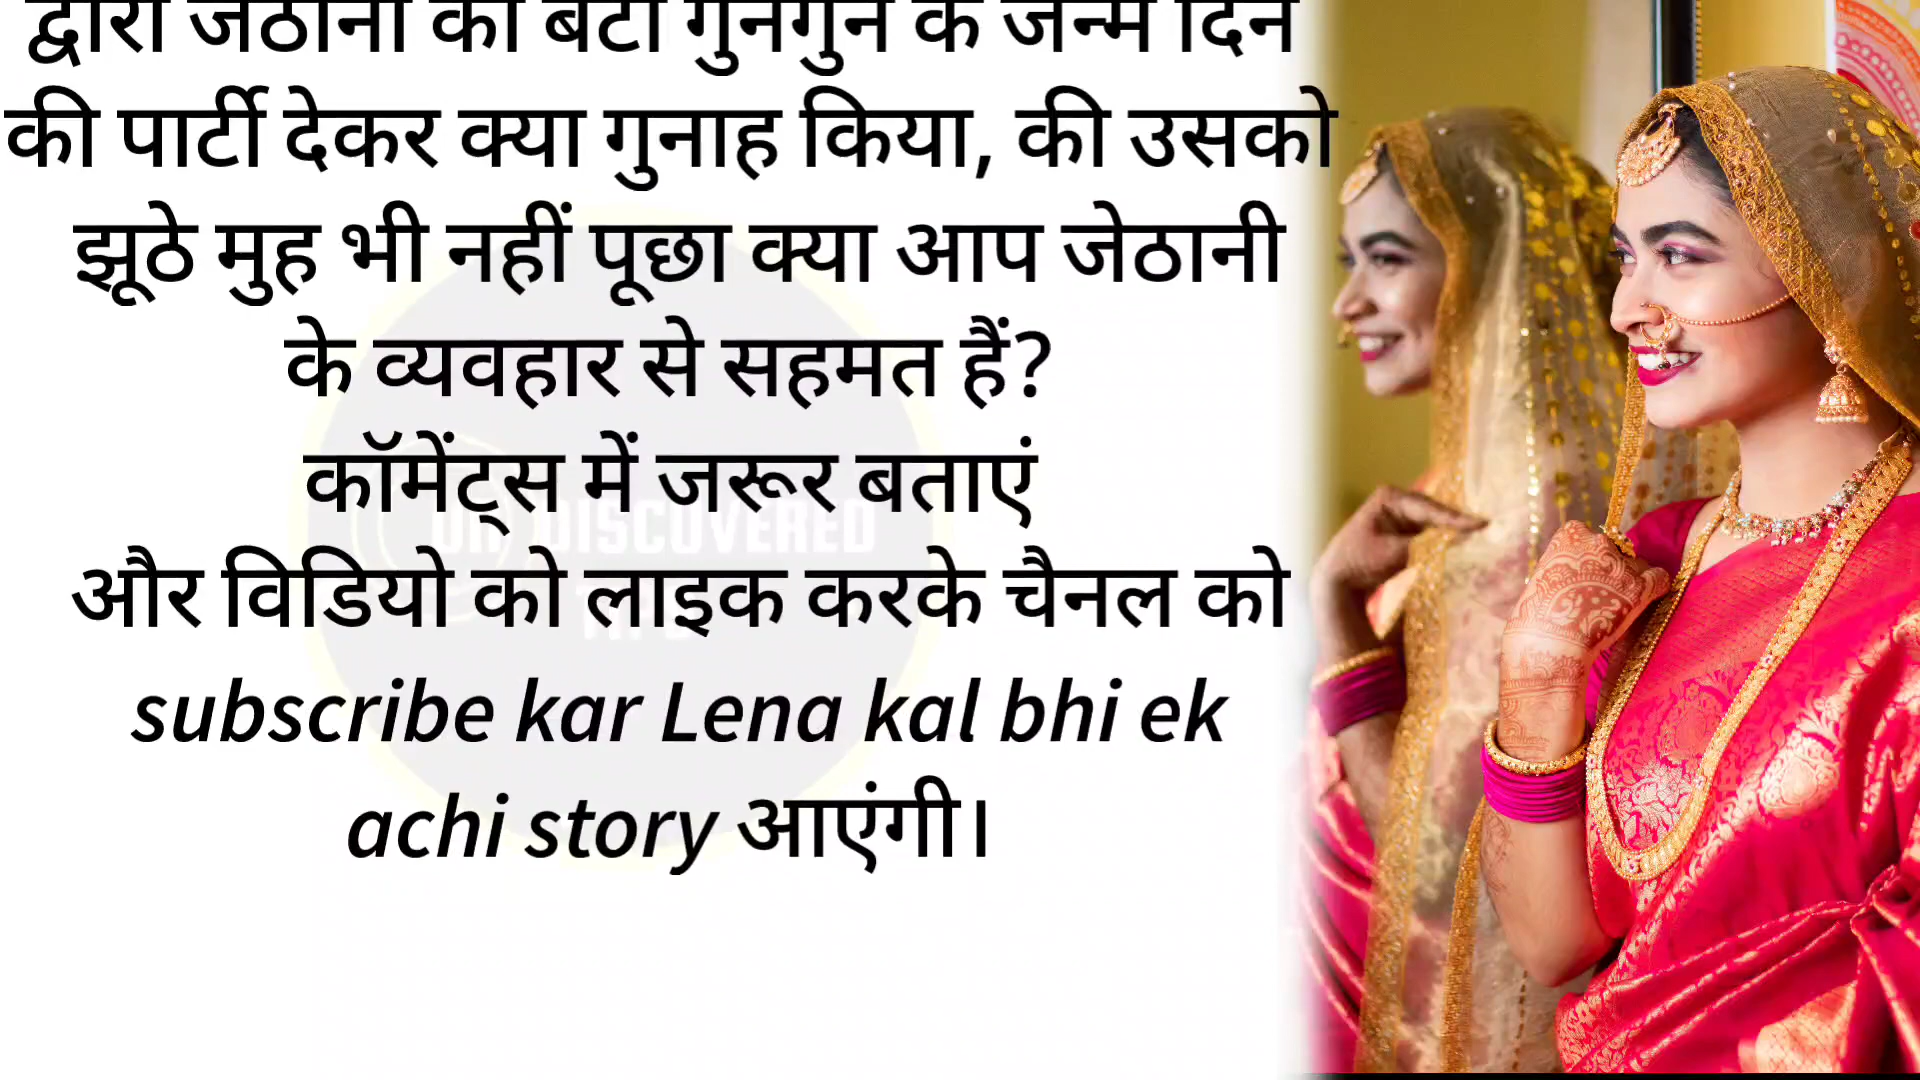 द्वारा जेठानी की बेटी गुनगुन के जन्म दिन
की पार्टी देकर क्या गुनाह किया, की उसको
झूठे मुह भी नहीं पूछा क्या आप जेठानी
के व्यवहार से सहमत हैं?
कॉमेंट्स में जरूर बताएं
और विडियो को लाइक करके चैनल को
subscribe kar Lena kal bhi ek
achi story आएंगी।
DISCOVERED